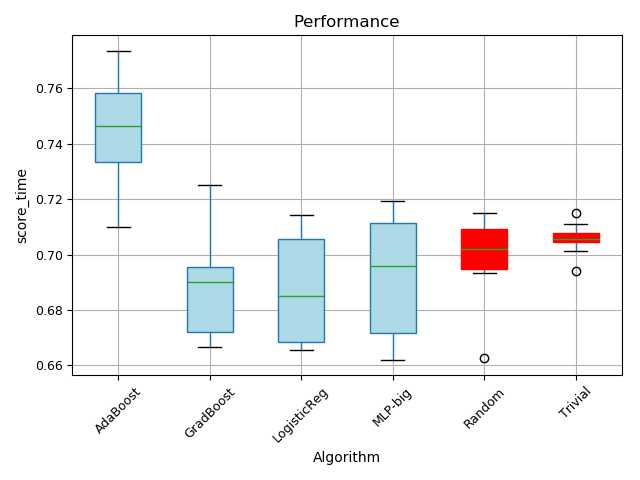 Performance
score_time
0.76
0.74
0.72
0.70
0.68
0.66
AdaBoost
GradBoost
LogisticReg
MLP-big
Random
Trivial
Algorithm